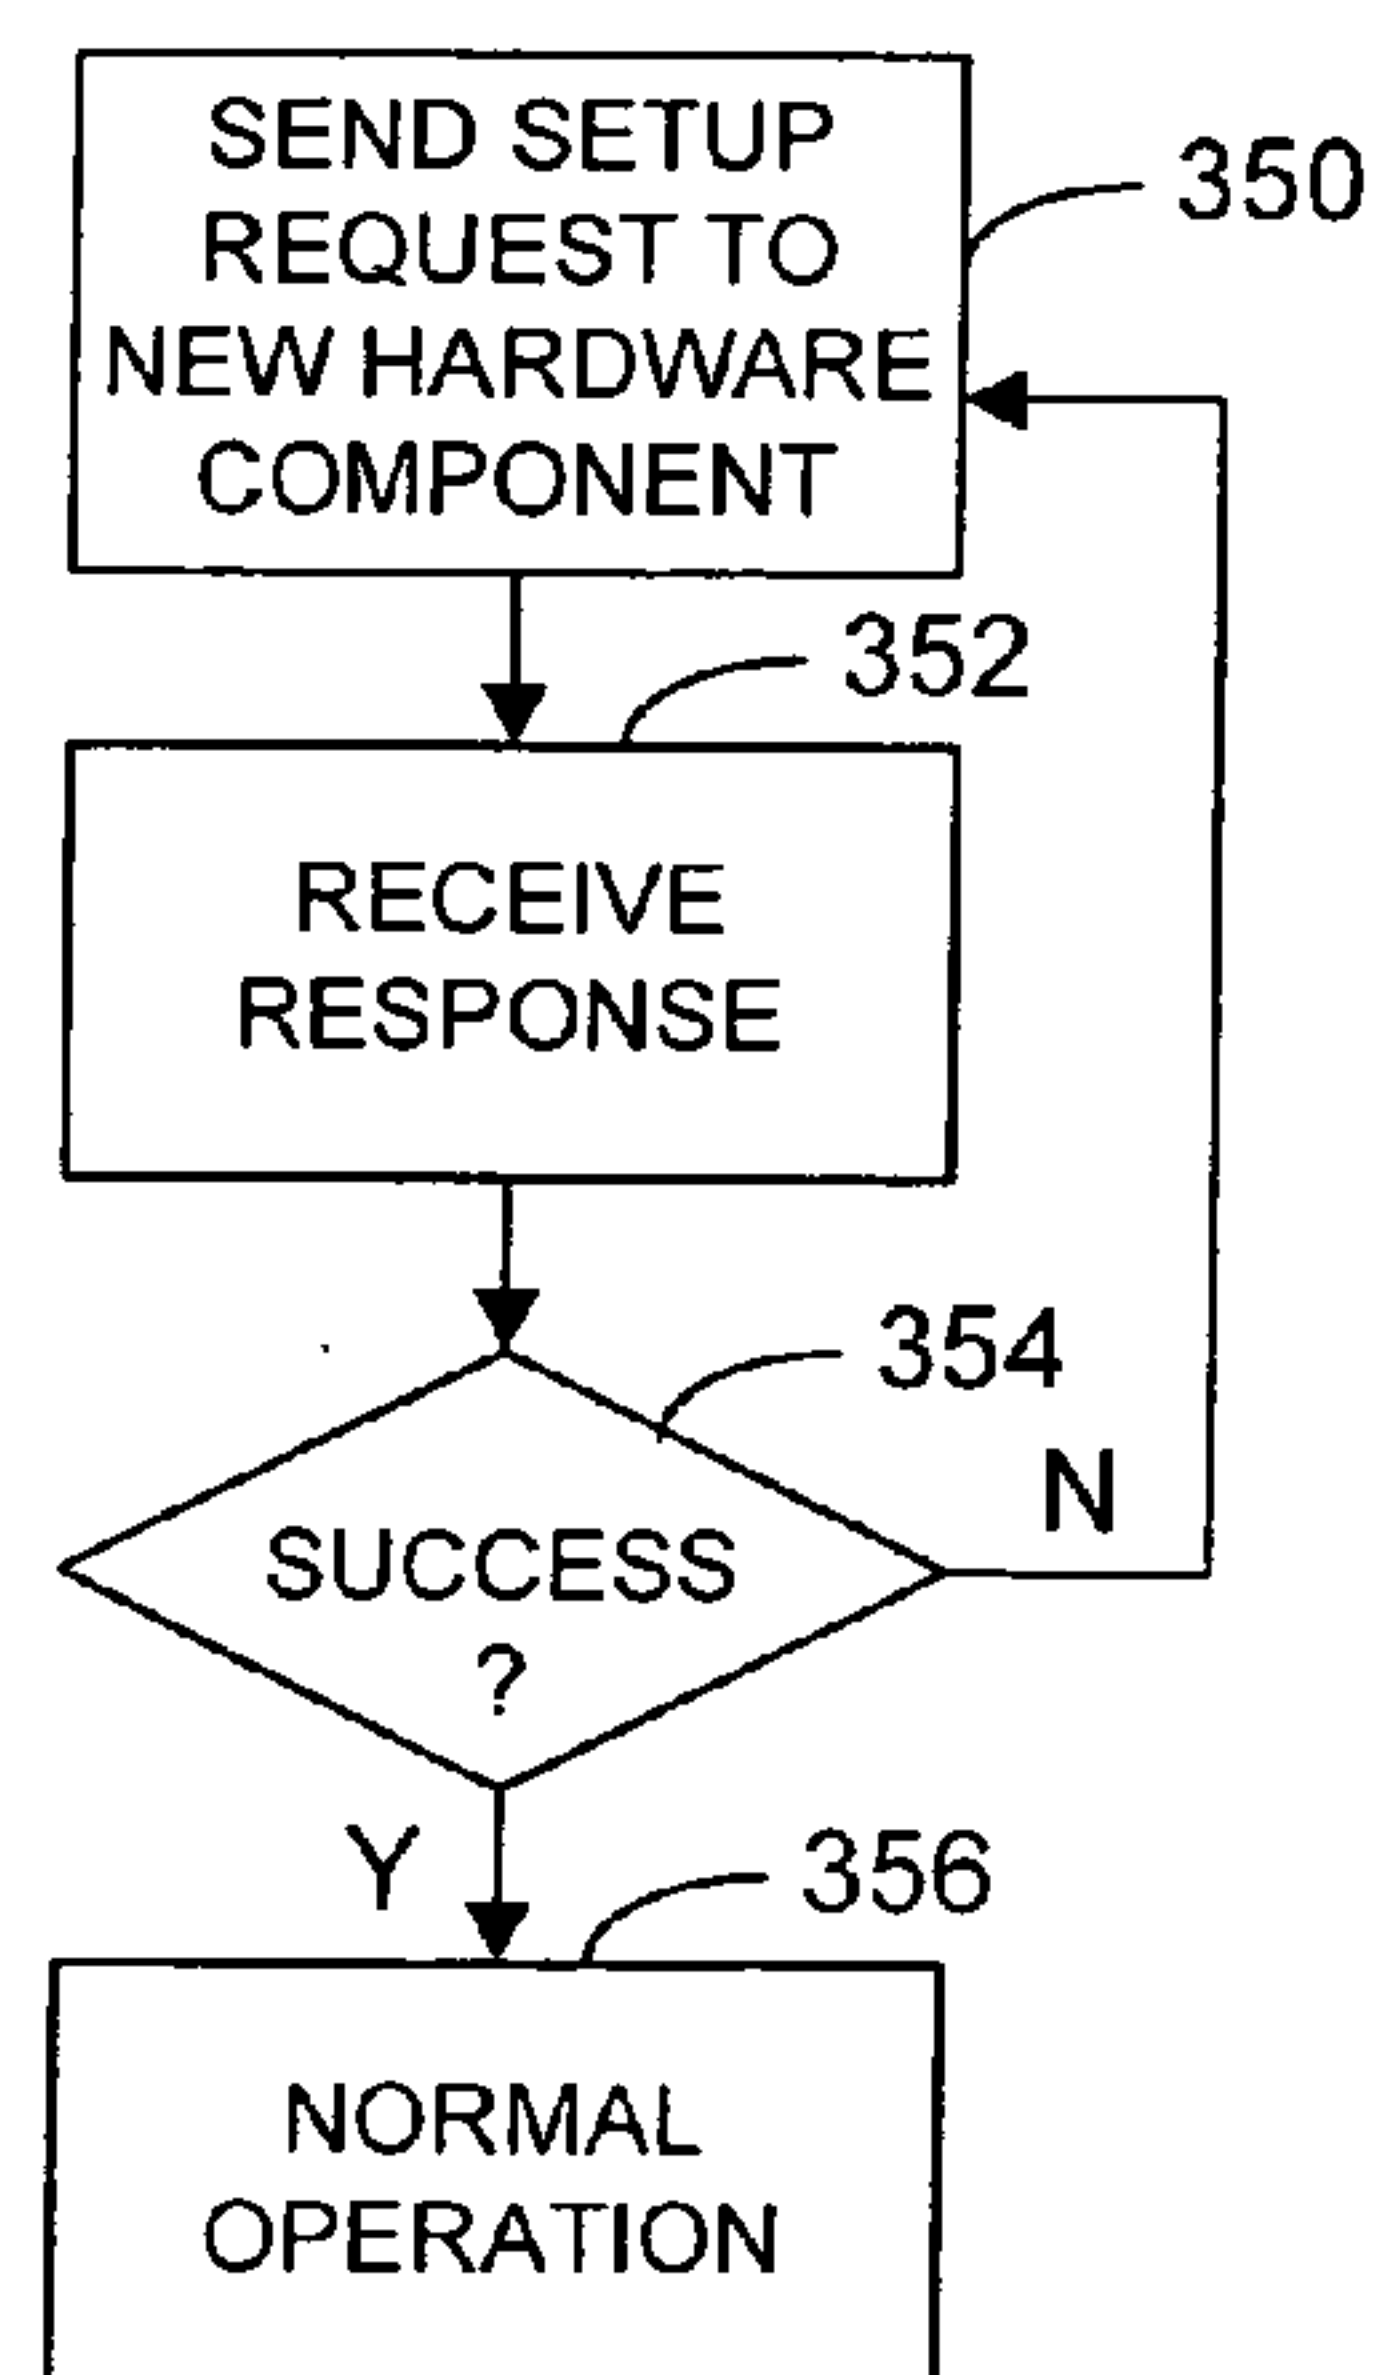 SEND SETUP
REQUEST TO
NEW HARDWARE
COMPONENT
350
352
RECEIVE
RESPONSE
354
SUCCESS
?
N
Y
356
NORMAL
OPERATION